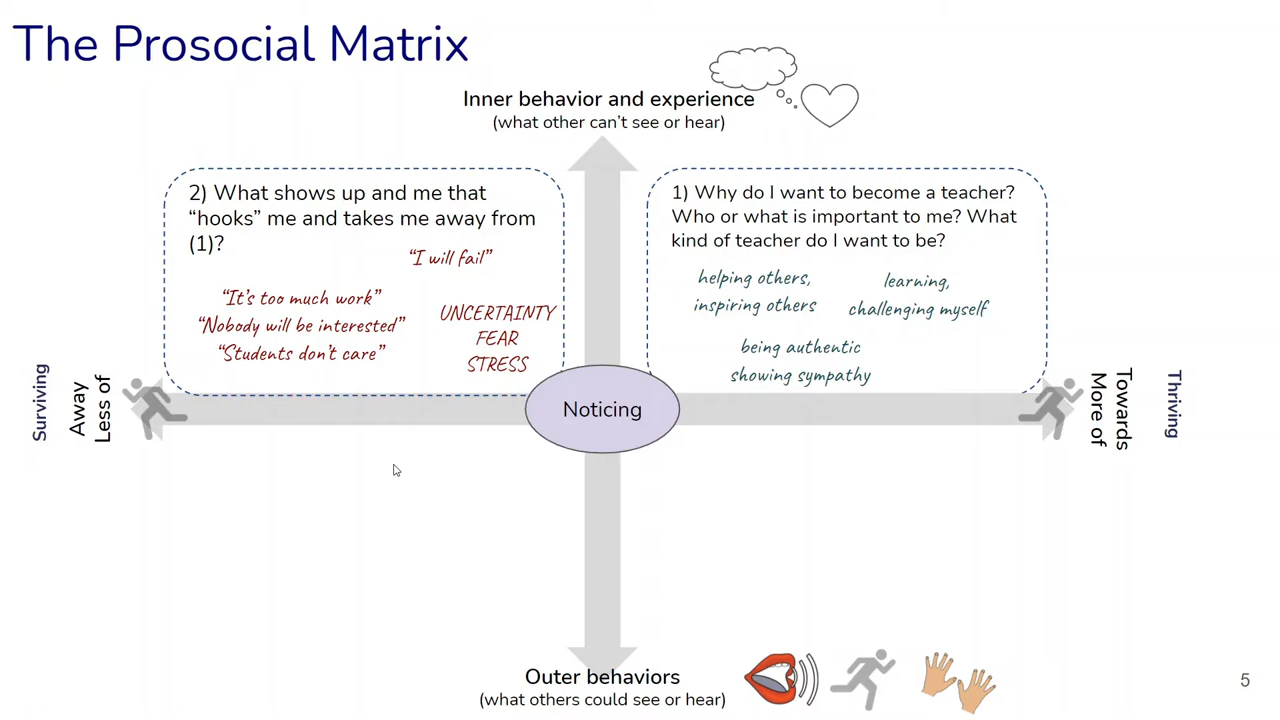 The Prosocial Matrix
Inner behavior and experience
(what other can't see or hear)
2) What shows up and me that
“hooks” me and takes me away from
(1)?
“I will fail”
“It's too much work”
“Nobody will be interested”
“Students don't care”
UNCERTAINTY
FEAR
STRESS
1) Why do I want to become a teacher?
Who or what is important to me? What
kind of teacher do I want to be?
helping others,
inspiring others
learning,
challenging myself
being authentic
showing sympathy
Surviving
Away
Less of
Noticing
Towards
More of
Thriving
Outer behaviors
(what others could see or hear)
5